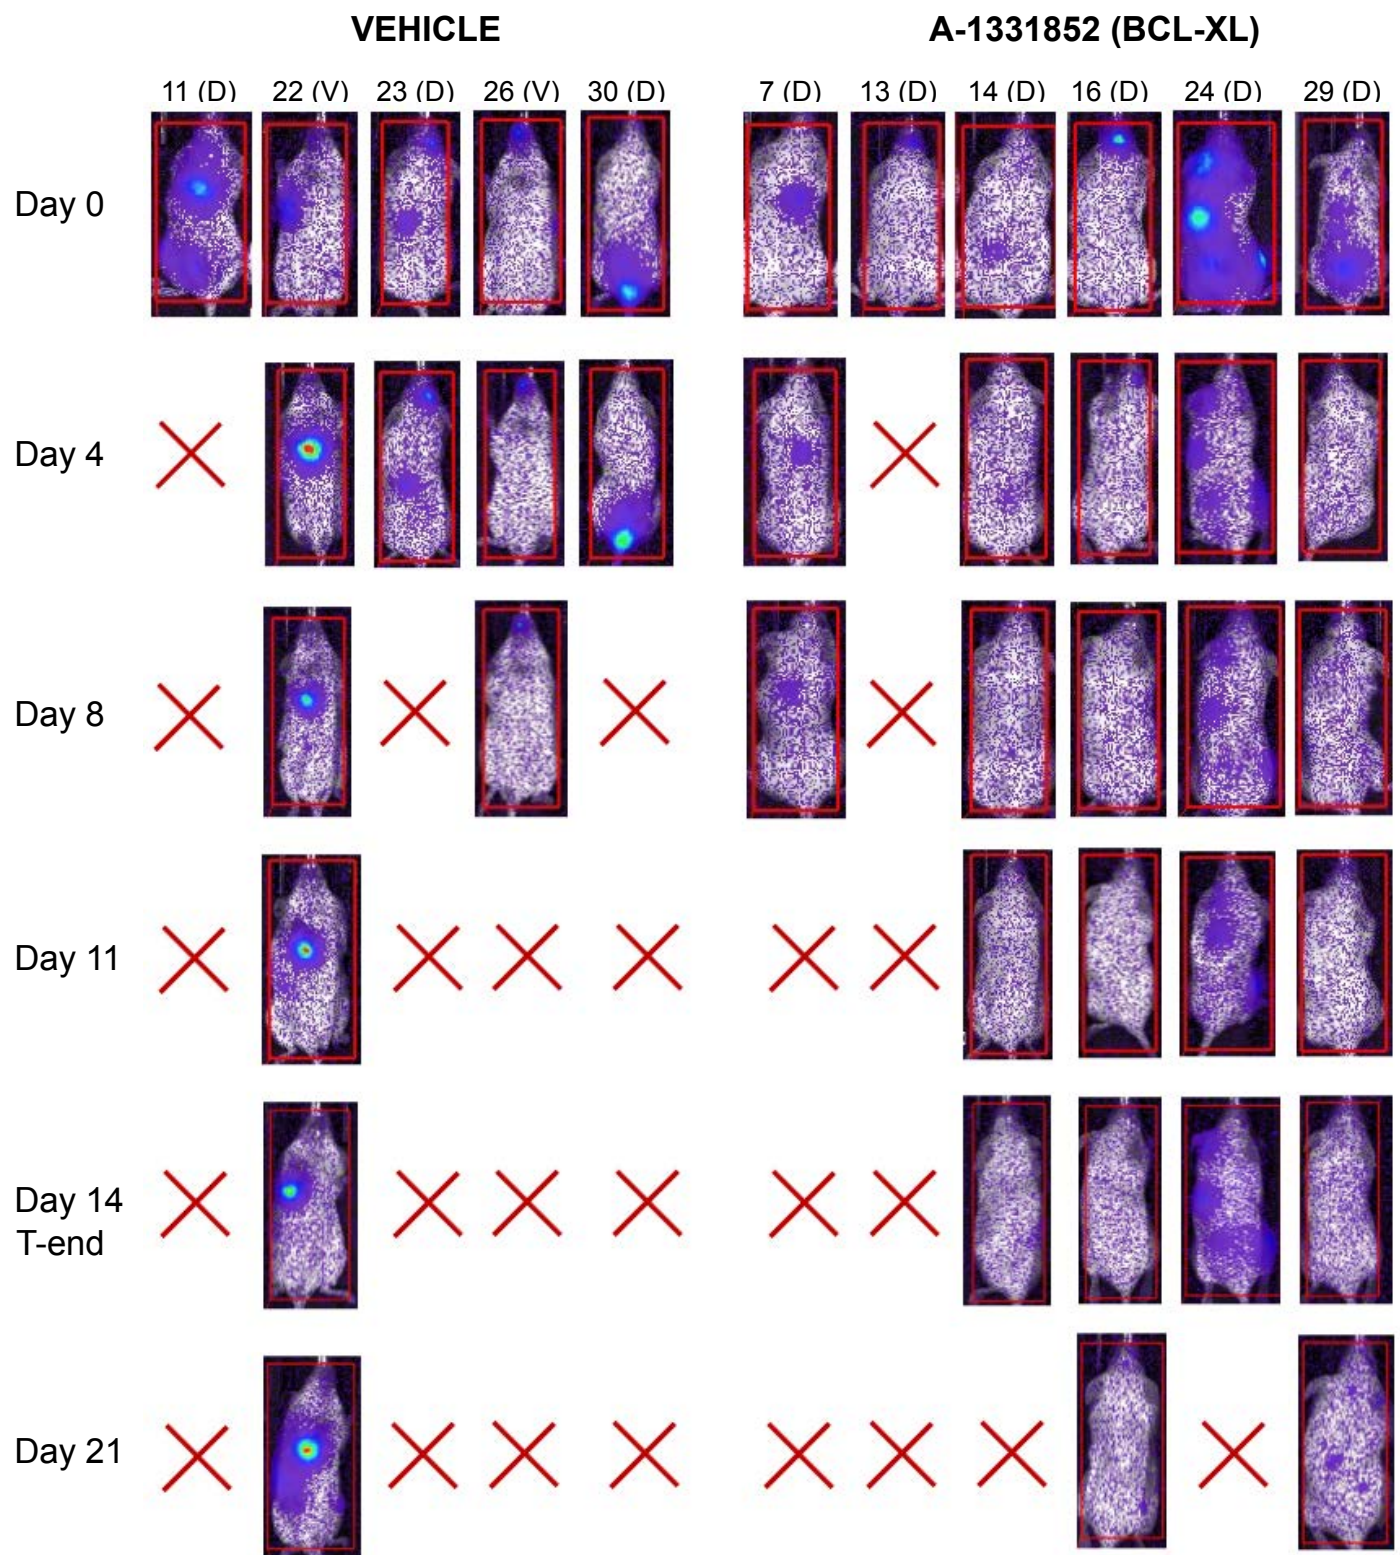 VEHICLE
A-1331852 (BCL-XL)
11 (D) 22 (V) 23 (D) 26 (V) 30 (D) 7 (D) 13 (D) 14 (D) 16 (D) 24 (D) 29 (D)
Day 0
Day 4
Day 8
Day 11
Day 14
T-end
Day 21